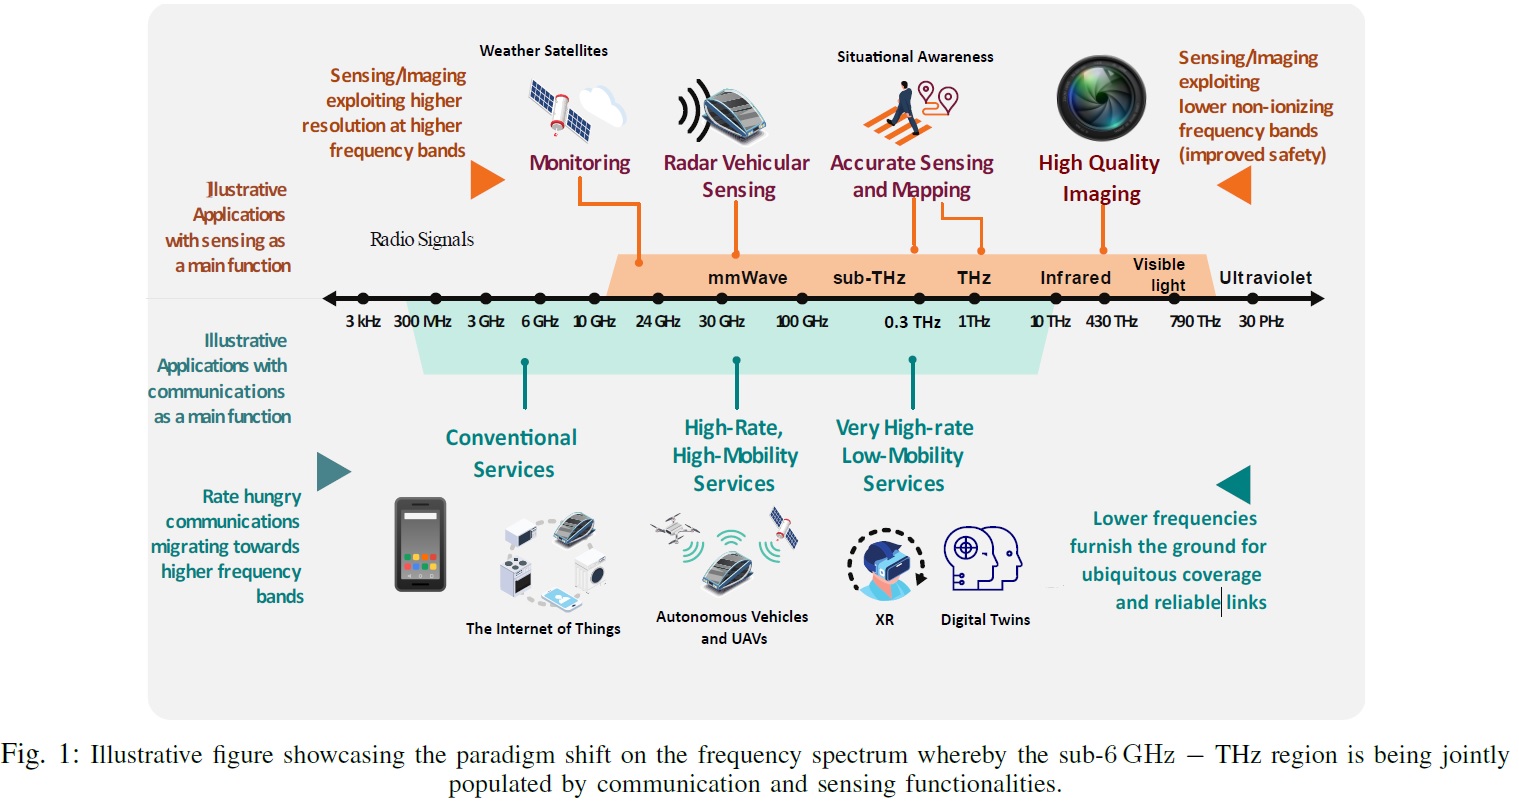 Weather Satellites
Situational Awareness
Sensing/Imaging
exploiting higher
resolution at higher
frequency bands
Sensing/Imaging
exploiting
lower non-ionizing
frequency bands
(improved safety)
Monitoring
Radar Vehicular
Sensing
Accurate Sensing
and Mapping
High Quality
Imaging
Illustrative
Applications
with sensing as
a main function
Radio Signals
mmWave
sub-THz
THz
Infrared
Visible
light
Ultraviolet
3 kHz 300 MHz 3 GHz 6 GHz 10 GHz 24 GHz 30 GHz 100 GHz 0.3 THz 1THz 10 THz 430 THz 790 THz 30 PHz
Illustrative
Applications with
communications
as a main function
Conventional
Services
High-Rate,
High-Mobility
Services
Very High-rate
Low-Mobility
Services
Rate hungry
communications
migrating towards
higher frequency
bands
Lower frequencies
furnish the ground for
ubiquitous coverage
and reliable links
The Internet of Things
Autonomous Vehicles
and UAVs
XR
Digital Twins
Fig. 1: Illustrative figure showcasing the paradigm shift on the frequency spectrum whereby the sub-6 GHz − THz region is being jointly
populated by communication and sensing functionalities.